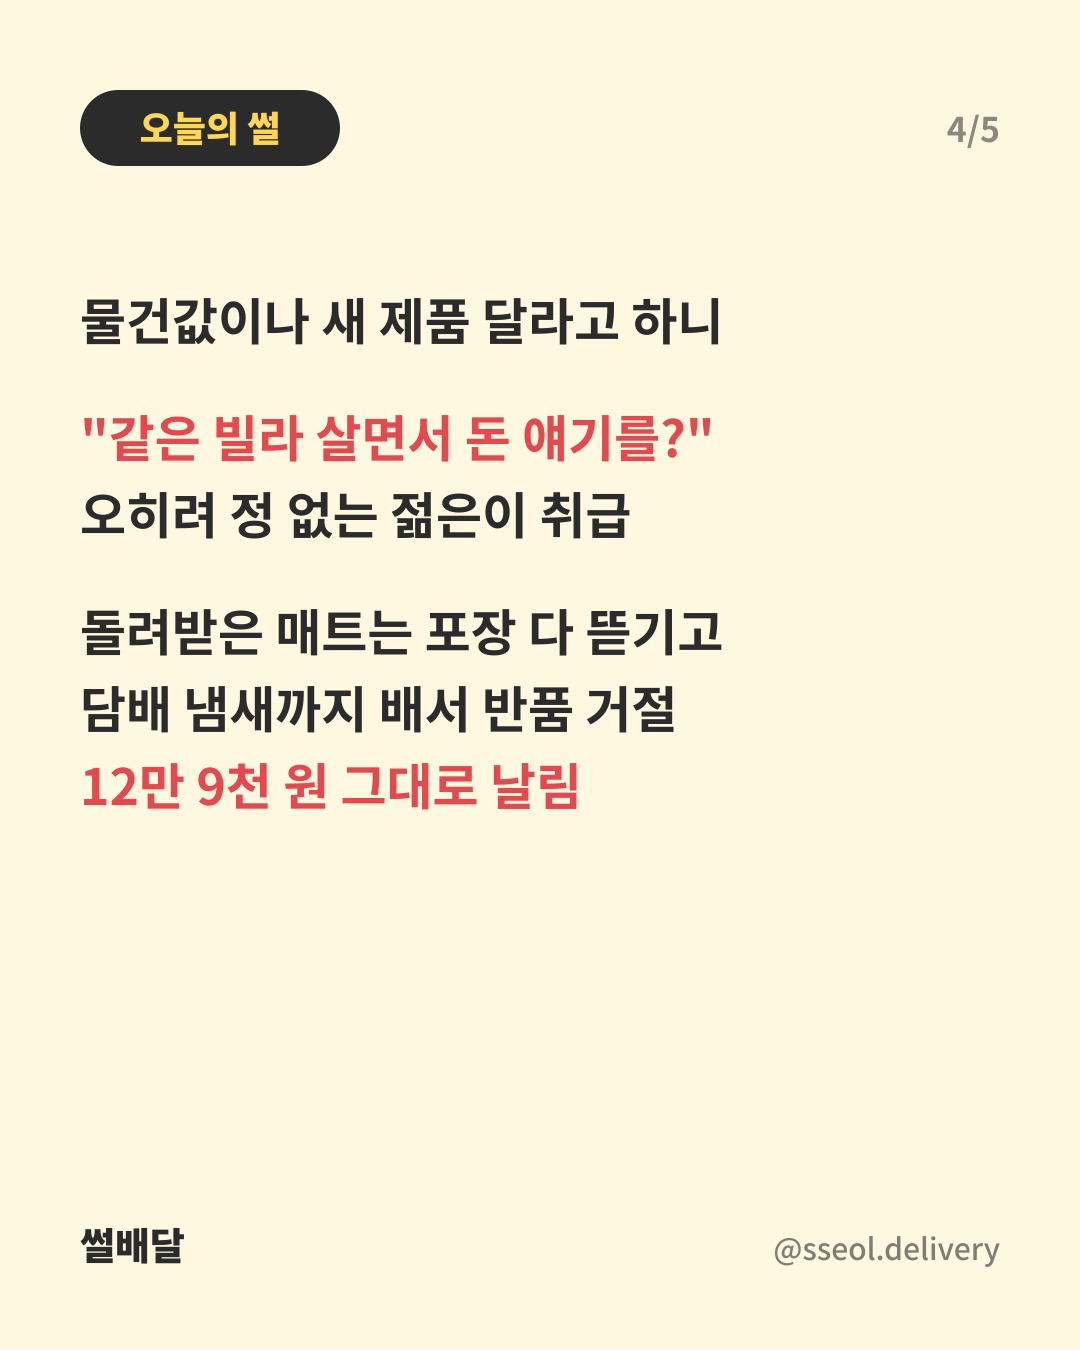 오늘의 썰
4/5
물건값이나 새 제품 달라고 하니
"같은 빌라 살면서 돈 얘기를?"
오히려 정 없는 젊은이 취급
돌려받은 매트는 포장 다 뜯기고
담배 냄새까지 배서 반품 거절
12만 9천 원 그대로 날림
썰배달
@sseol.delivery